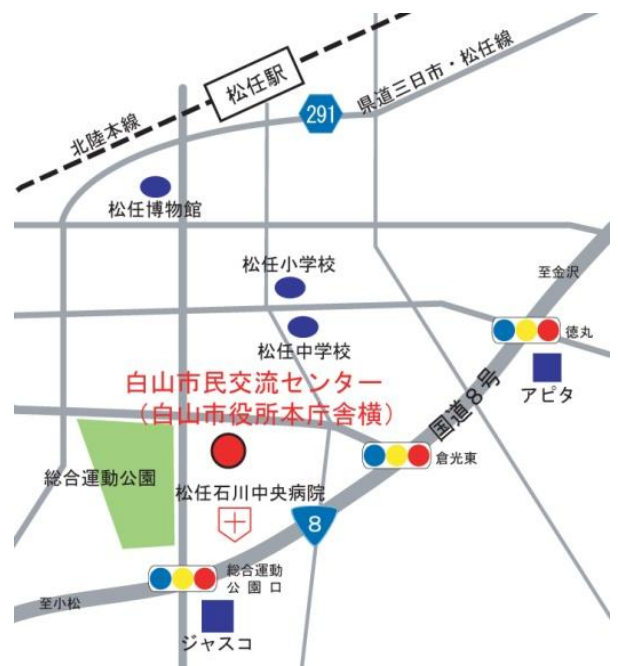 松任駅
県道三日市・松任線
291
北陸本線
松任博物館
松任小学校
至金沢
徳丸
松任中学校
アピタ
白山市民交流センター
（白山市役所本庁舎横）
国道８号
倉光東
総合運動公園
松任石川中央病院
8
総合運動
公園口
至小松
ジャスコ